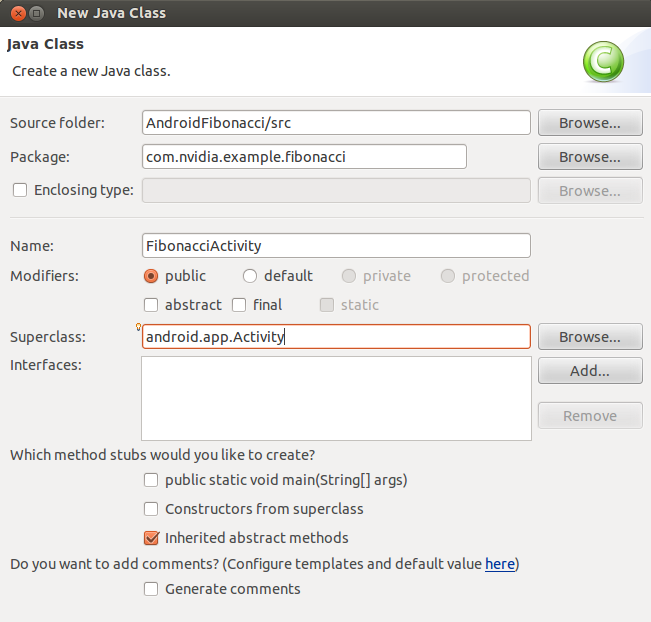 New Java Class
Java Class
Create a new Java class.
C
Source folder: AndroidFibonacci/src Browse...
Package: com.nvidia.example.fibonacci Browse...
Enclosing type: Browse...
Name: FibonacciActivity
Modifiers: public default private protected
abstract final static
Superclass: android.app.Activity Browse...
Interfaces: Add...
Remove
Which method stubs would you like to create?
public static void main(String[] args)
Constructors from superclass
Inherited abstract methods
Do you want to add comments? (Configure templates and default value here)
Generate comments